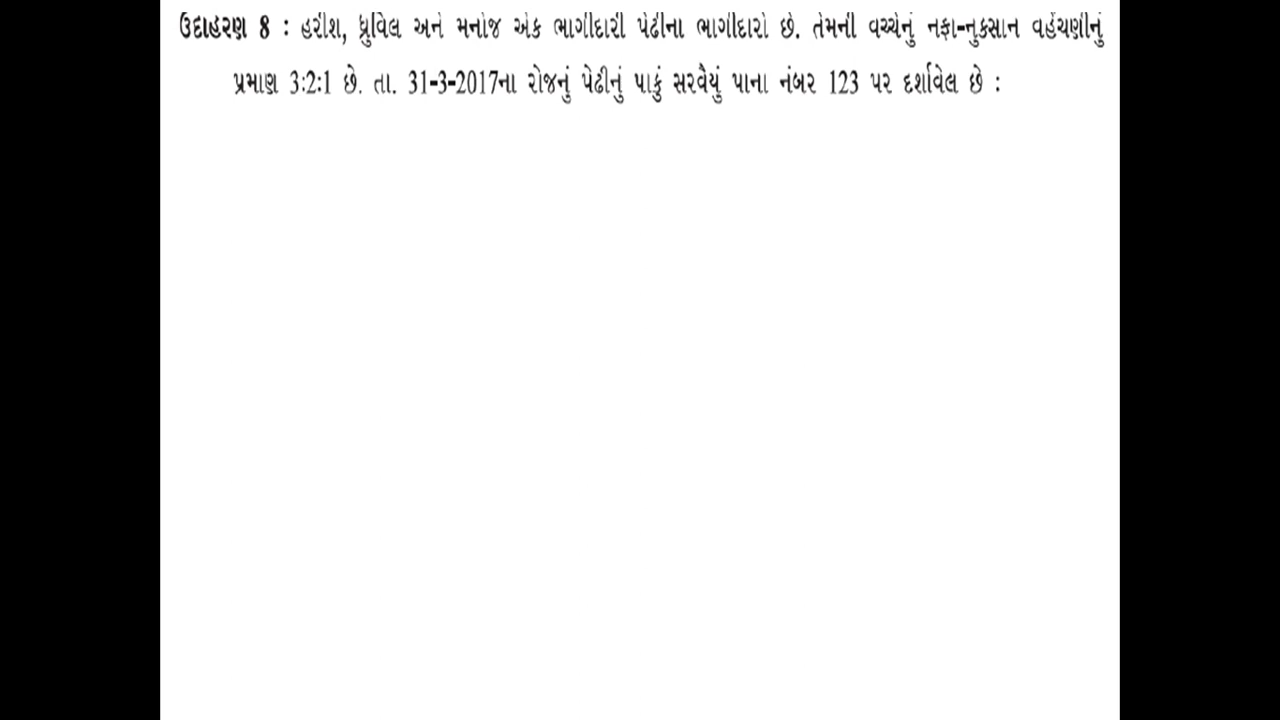 ઉદાહરણ 8 : હરીશ, ધ્રુવિલ અને મનોજ એક ભાગીદારી પેઢીના ભાગીદારો છે. તેમની વચ્ચેનું નફા-નુકસાન વહેંચણીનું
પ્રમાણ 3:2:1 છે. તા. 31-3-2017ના રોજનું પેઢીનું પાકું સરવૈયું પાના નંબર 123 પર દર્શાવેલ છે :